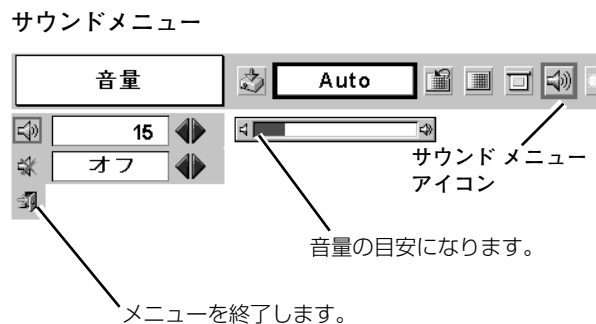 サウンドメニュー
音量
Auto
15
オフ
サウンド メニュー
アイコン
音量の目安になります。
メニューを終了します。